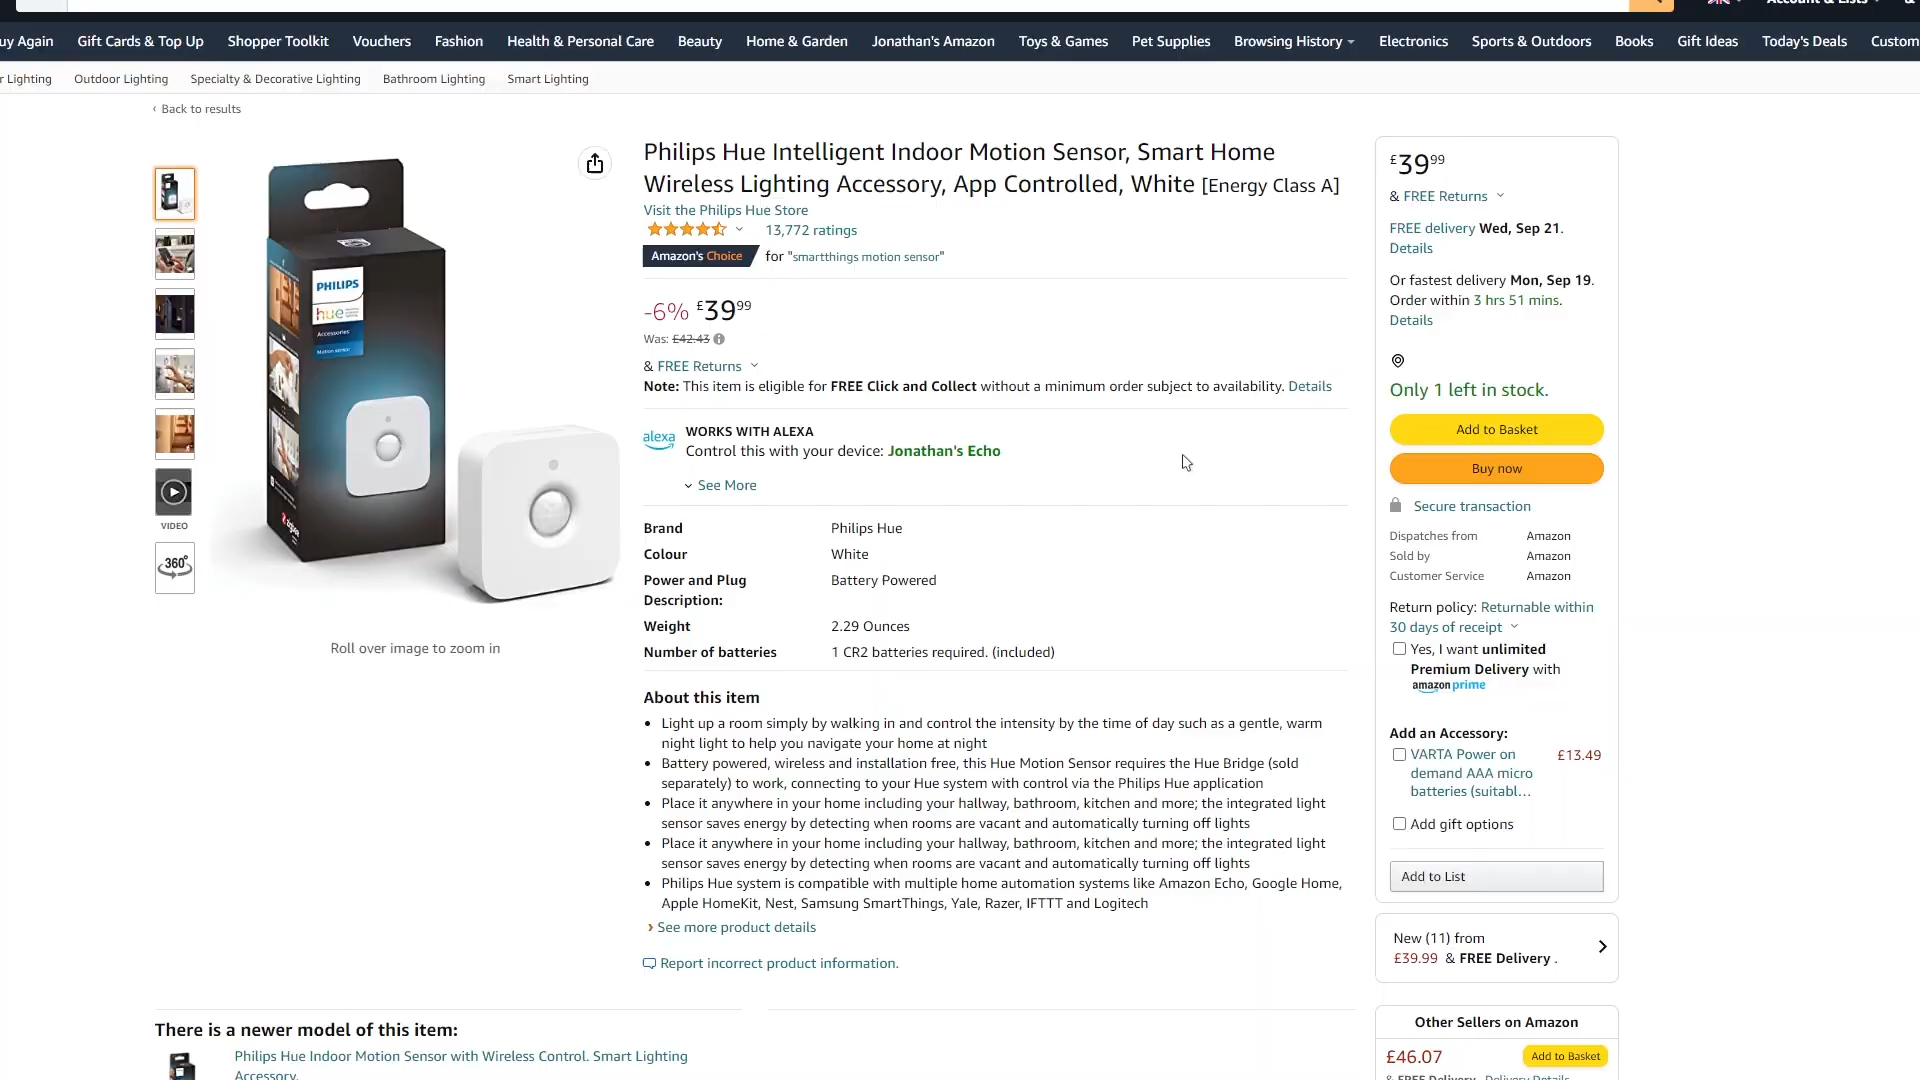 Account & Lists
uy Again Gift Cards & Top Up Shopper Toolkit Vouchers Fashion Health & Personal Care Beauty Home & Garden Jonathan's Amazon Toys & Games Pet Supplies Browsing History Electronics Sports & Outdoors Books Gift Ideas Today's Deals Custom
r Lighting Outdoor Lighting Specialty & Decorative Lighting Bathroom Lighting Smart Lighting
‹ Back to results
PHILIPS
hue
Accessories
Motion sensor
VIDEO
360°
Roll over image to zoom in
Philips Hue Intelligent Indoor Motion Sensor, Smart Home
Wireless Lighting Accessory, App Controlled, White [Energy Class A]
Visit the Philips Hue Store
13,772 ratings
Amazon's Choice for "smartthings motion sensor"
-6% £39⁹⁹
Was: £42.43
& FREE Returns
Note: This item is eligible for FREE Click and Collect without a minimum order subject to availability. Details
alexa
WORKS WITH ALEXA
Control this with your device: Jonathan's Echo
See More
Brand Philips Hue
Colour White
Power and Plug Battery Powered
Description:
Weight 2.29 Ounces
Number of batteries 1 CR2 batteries required. (included)
About this item
• Light up a room simply by walking in and control the intensity by the time of day such as a gentle, warm
night light to help you navigate your home at night
• Battery powered, wireless and installation free, this Hue Motion Sensor requires the Hue Bridge (sold
separately) to work, connecting to your Hue system with control via the Philips Hue application
• Place it anywhere in your home including your hallway, bathroom, kitchen and more; the integrated light
sensor saves energy by detecting when rooms are vacant and automatically turning off lights
• Place it anywhere in your home including your hallway, bathroom, kitchen and more; the integrated light
sensor saves energy by detecting when rooms are vacant and automatically turning off lights
• Philips Hue system is compatible with multiple home automation systems like Amazon Echo, Google Home,
Apple HomeKit, Nest, Samsung SmartThings, Yale, Razer, IFTTT and Logitech
› See more product details
Report incorrect product information.
There is a newer model of this item:
Philips Hue Indoor Motion Sensor with Wireless Control. Smart Lighting
Accessory.
£39⁹⁹
& FREE Returns
FREE delivery Wed, Sep 21.
Details
Or fastest delivery Mon, Sep 19.
Order within 3 hrs 51 mins.
Details
Only 1 left in stock.
Add to Basket
Buy now
Secure transaction
Dispatches from Amazon
Sold by Amazon
Customer Service Amazon
Return policy: Returnable within
30 days of receipt
Yes, I want unlimited
Premium Delivery with
amazon prime
Add an Accessory:
VARTA Power on £13.49
demand AAA micro
batteries (suitabl…
Add gift options
Add to List
New (11) from
£39.99 & FREE Delivery .
Other Sellers on Amazon
£46.07 Add to Basket
& FREE Delivery Delivery Details